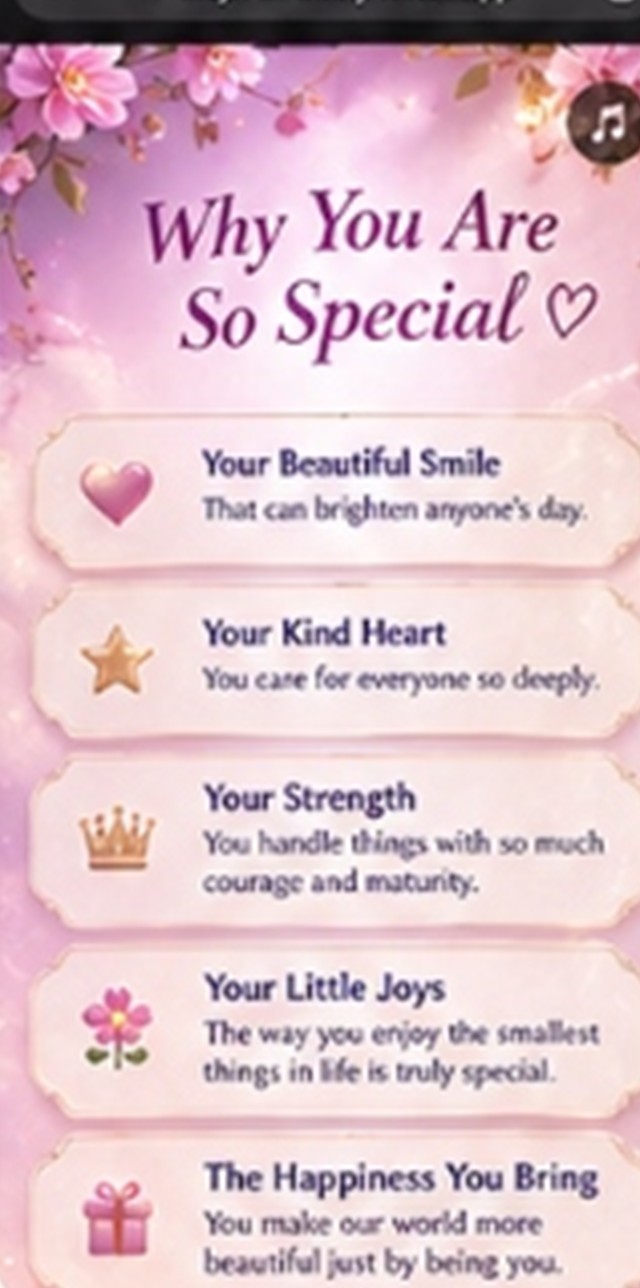 Why You Are
So Special ♡
Your Beautiful Smile
That can brighten anyone's day.
Your Kind Heart
You care for everyone so deeply.
Your Strength
You handle things with so much
courage and maturity.
Your Little Joys
The way you enjoy the smallest
things in life is truly special.
The Happiness You Bring
You make our world more
beautiful just by being you.